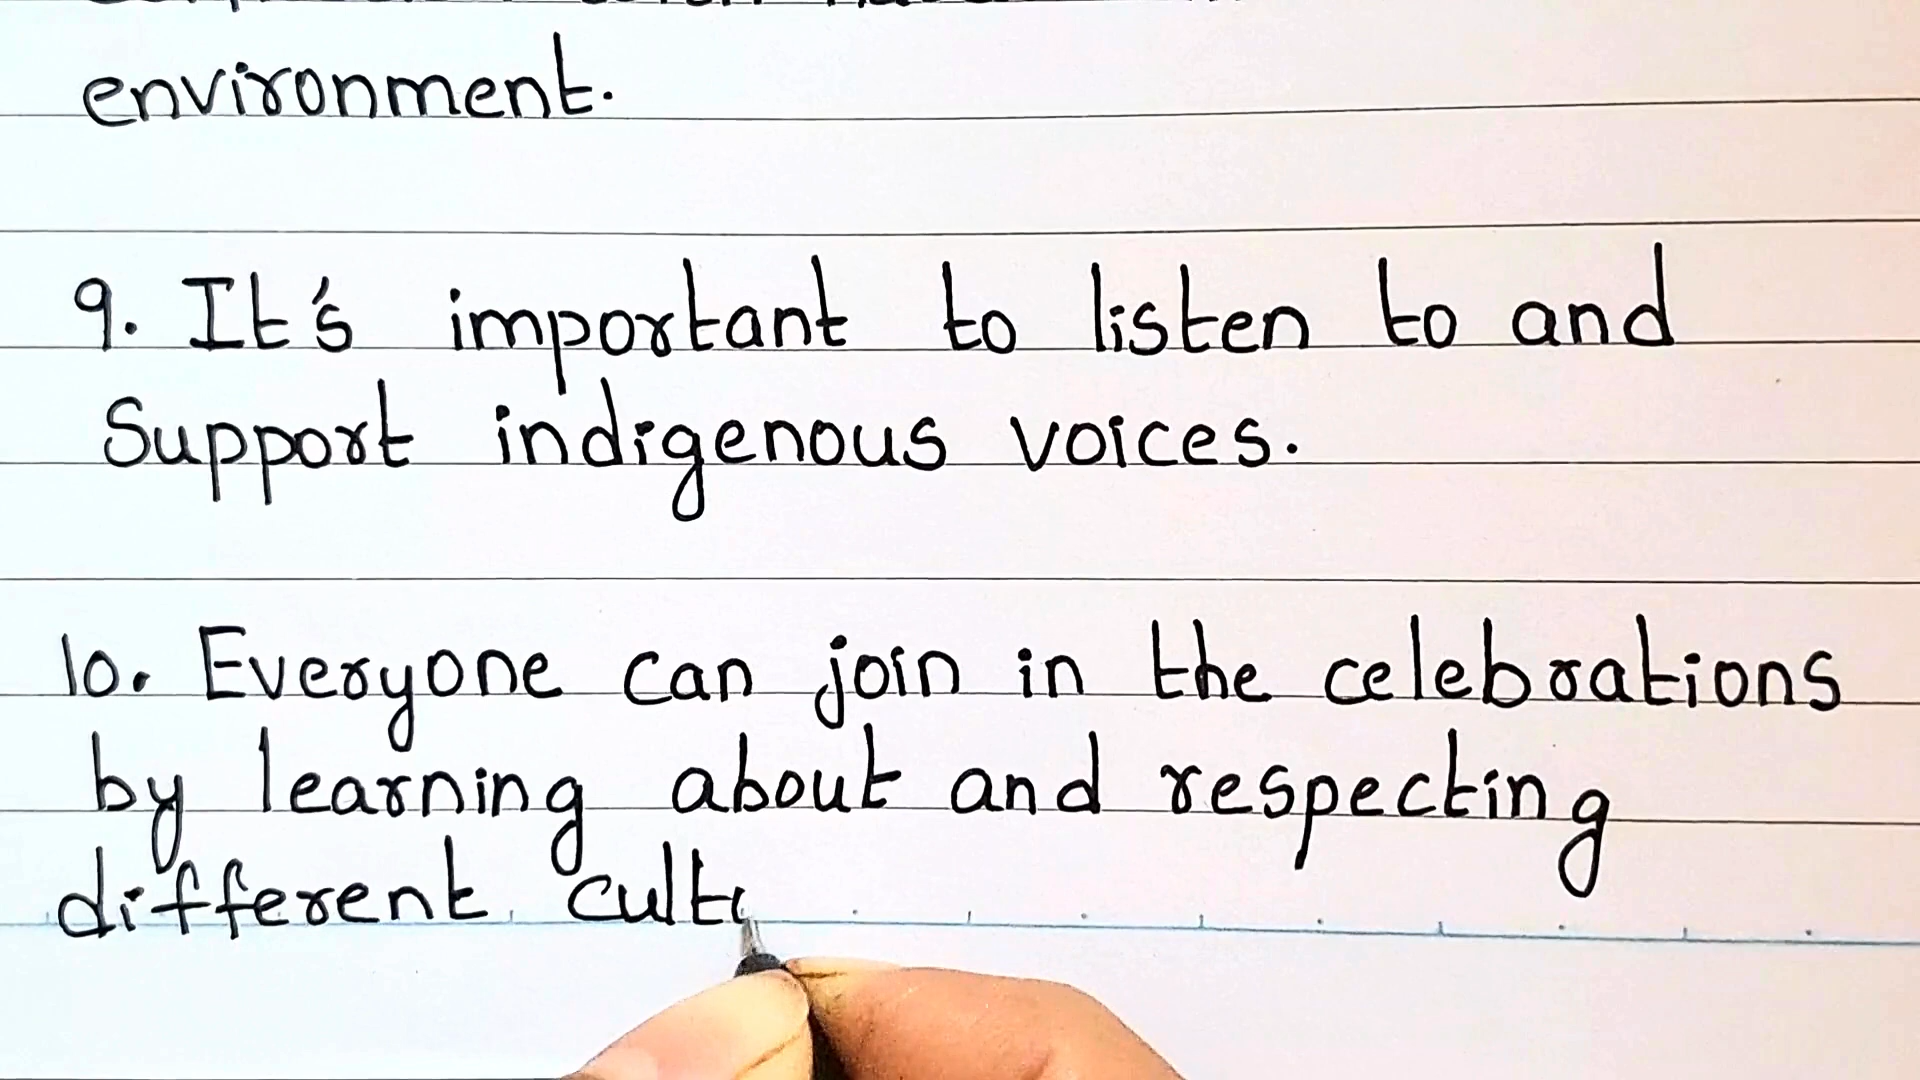 environment.
9. It's important to listen to and
Support indigenous voices.
10. Everyone can join in the celebrations
by learning about and respecting
different